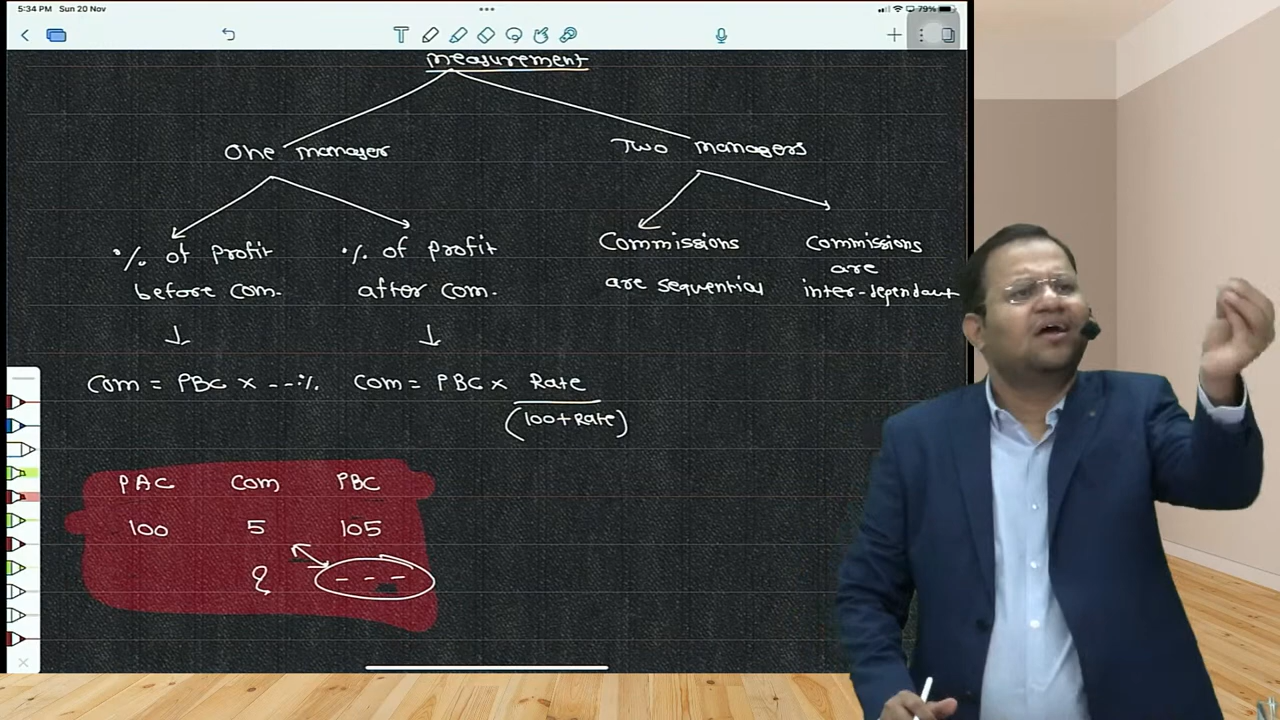 5:34 PM Sun 20 Nov
79%
measurement
One manager
Two managers
% of profit before com.
% of profit after com.
Commissions are sequential
Commissions are inter-dependant
Com = PBC x --%
Com = PBC x Rate
(100+Rate)
PAC Com PBC
100 5 105
? ---